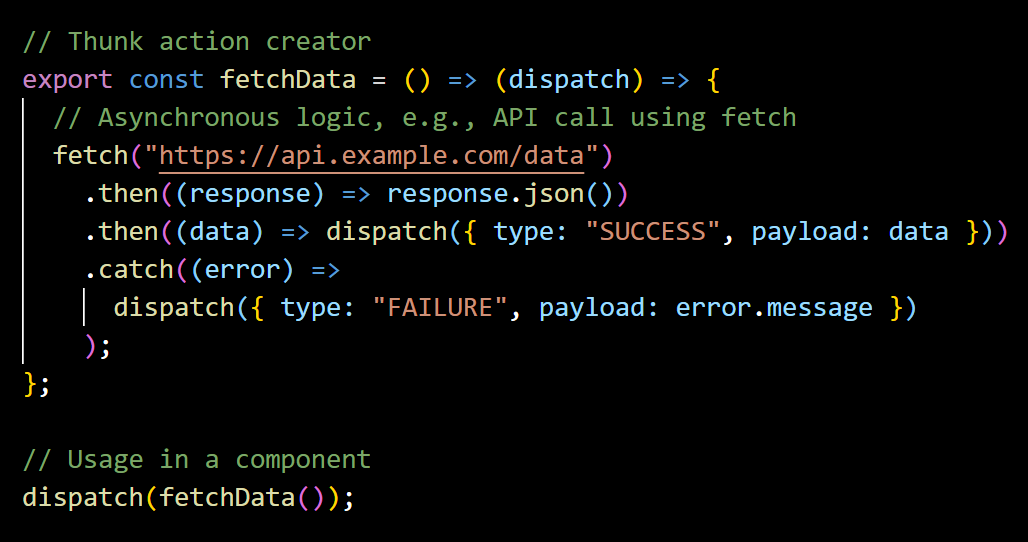 // Thunk action creator
export const fetchData = () => (dispatch) => {
  // Asynchronous logic, e.g., API call using fetch
  fetch("https://api.example.com/data")
    .then((response) => response.json())
    .then((data) => dispatch({ type: "SUCCESS", payload: data }))
    .catch((error) =>
      dispatch({ type: "FAILURE", payload: error.message })
    );
};

// Usage in a component
dispatch(fetchData());